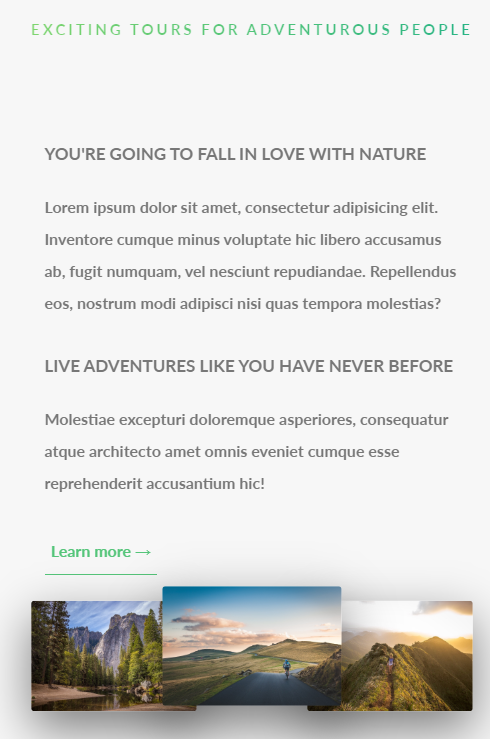 EXCITING TOURS FOR ADVENTUROUS PEOPLE
YOU'RE GOING TO FALL IN LOVE WITH NATURE
Lorem ipsum dolor sit amet, consectetur adipisicing elit.
Inventore cumque minus voluptate hic libero accusamus
ab, fugit numquam, vel nesciunt repudiandae. Repellendus
eos, nostrum modi adipisci nisi quas tempora molestias?
LIVE ADVENTURES LIKE YOU HAVE NEVER BEFORE
Molestiae excepturi doloremque asperiores, consequatur
atque architecto amet omnis eveniet cumque esse
reprehenderit accusantium hic!
Learn more →